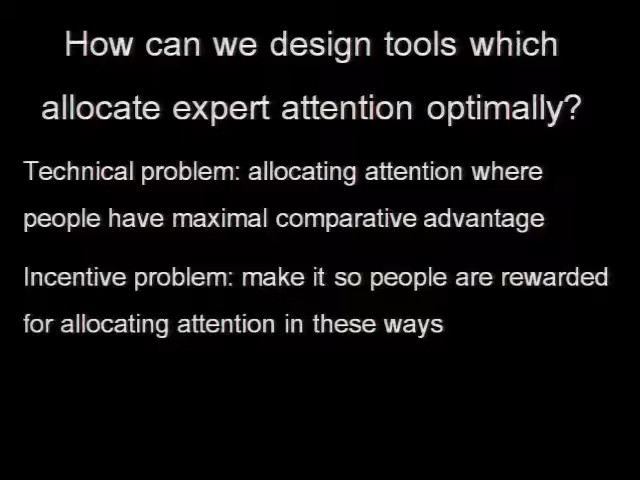 How can we design tools which
allocate expert attention optimally?
Technical problem: allocating attention where
people have maximal comparative advantage
Incentive problem: make it so people are rewarded
for allocating attention in these ways